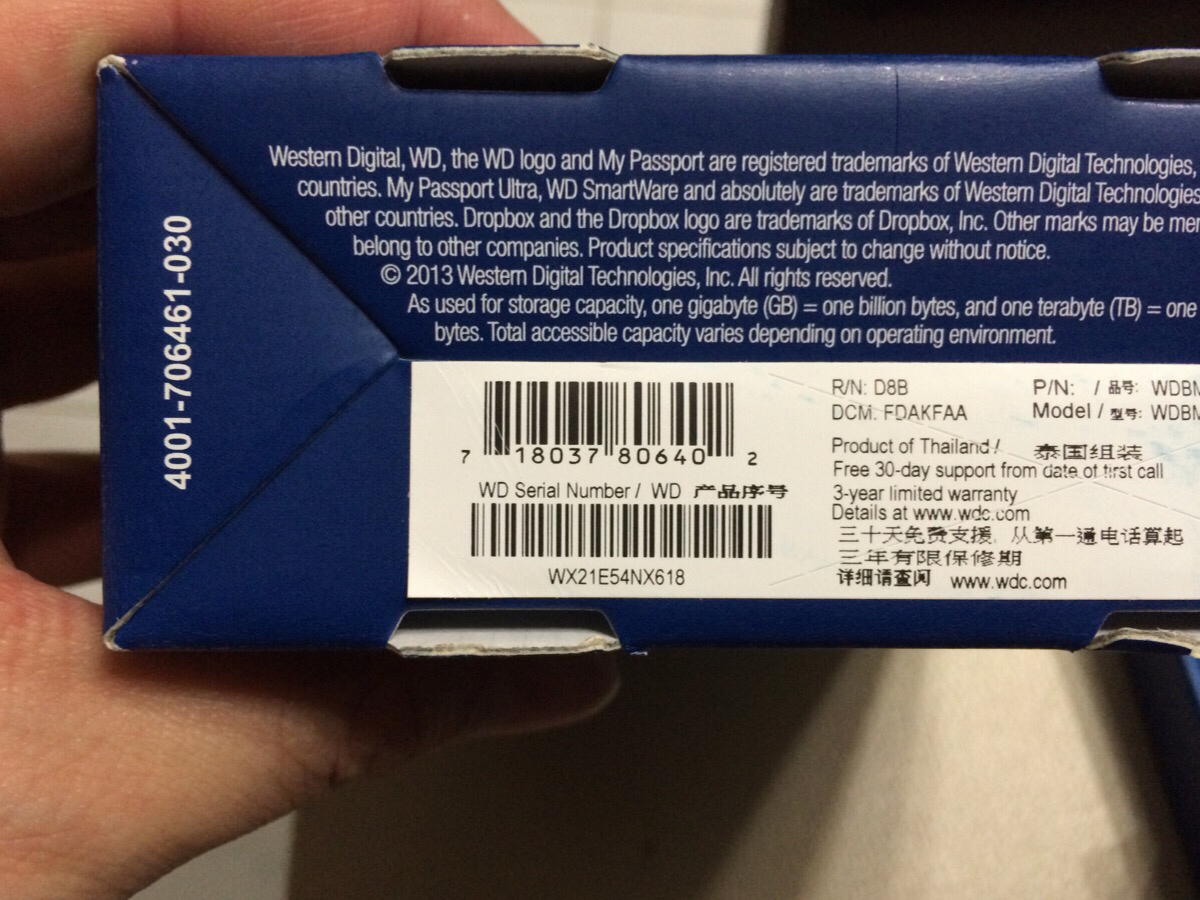 Western Digital, WD, the WD logo and My Passport are registered trademarks of Western Digital Technologies,
countries. My Passport Ultra, WD SmartWare and absolutely are trademarks of Western Digital Technologies
other countries. Dropbox and the Dropbox logo are trademarks of Dropbox, Inc. Other marks may be
belong to other companies. Product specifications subject to change without notice.
© 2013 Western Digital Technologies, Inc. All rights reserved.
As used for storage capacity, one gigabyte (GB) = one billion bytes, and one terabyte (TB) = one
bytes. Total accessible capacity varies depending on operating environment.
4001-706461-030
7 18037 80640 2
WD Serial Number / WD 产品序号
WX21E54NX618
R/N: D8B
DCM: FDAKFAA
P/N: / 品号: WDBM
Model / 型号: WDBM
Product of Thailand / 泰国组装
Free 30-day support from date of first call
3-year limited warranty
Details at www.wdc.com
三十天免费支援, 从第一通电话算起
三年有限保修期
详细请查阅 www.wdc.com